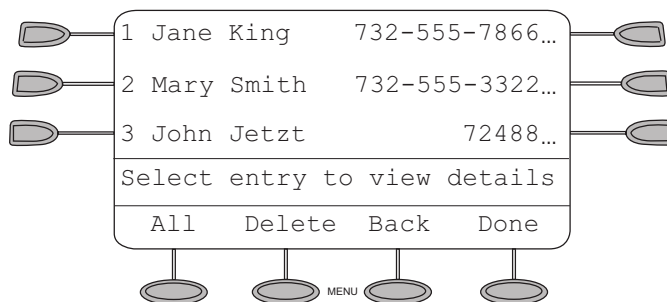 1 Jane King 732-555-7866…
2 Mary Smith 732-555-3322…
3 John Jetzt 72488…
Select entry to view details
All Delete Back Done
MENU